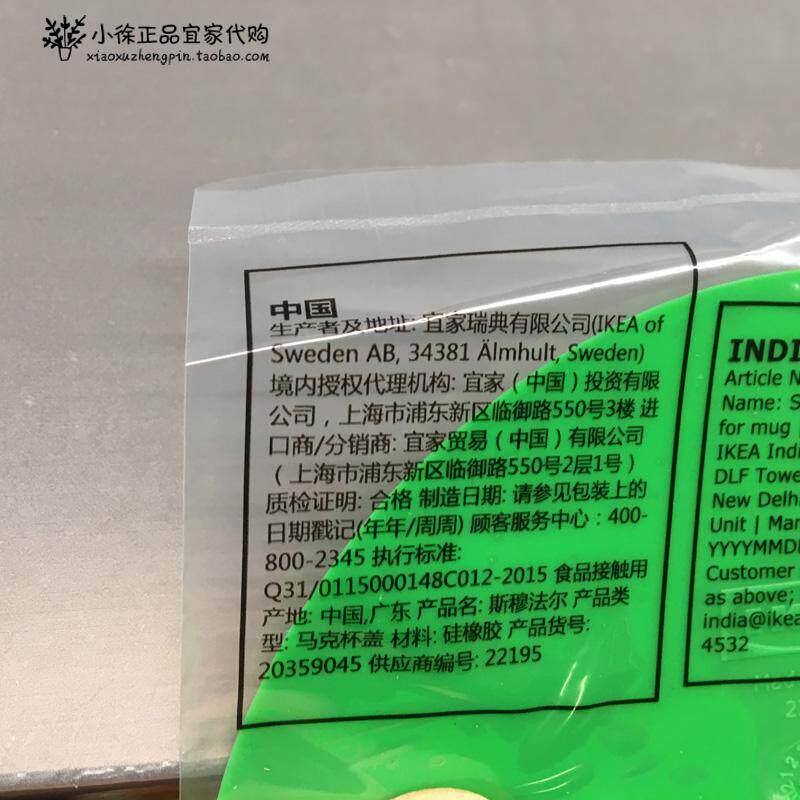 小徐正品宜家代购
xiaoxuzhengpin.taobao.com
中国
生产者及地址: 宜家瑞典有限公司(IKEA of
Sweden AB, 34381 Älmhult, Sweden)
境内授权代理机构: 宜家（中国）投资有限
公司，上海市浦东新区临御路550号3楼 进
口商/分销商: 宜家贸易（中国）有限公司
（上海市浦东新区临御路550号2层1号）
质检证明: 合格 制造日期: 请参见包装上的
日期戳记(年年/周周) 顾客服务中心：400-
800-2345 执行标准:
Q31/0115000148C012-2015 食品接触用
产地: 中国,广东 产品名: 斯穆法尔 产品类
型: 马克杯盖 材料: 硅橡胶 产品货号:
20359045 供应商编号: 22195
INDI
Article N
Name: S
for mug
IKEA Indi
DLF Towe
New Delh
Unit | Mar
YYYYMMD
Customer
as above;
india@ikea
4532